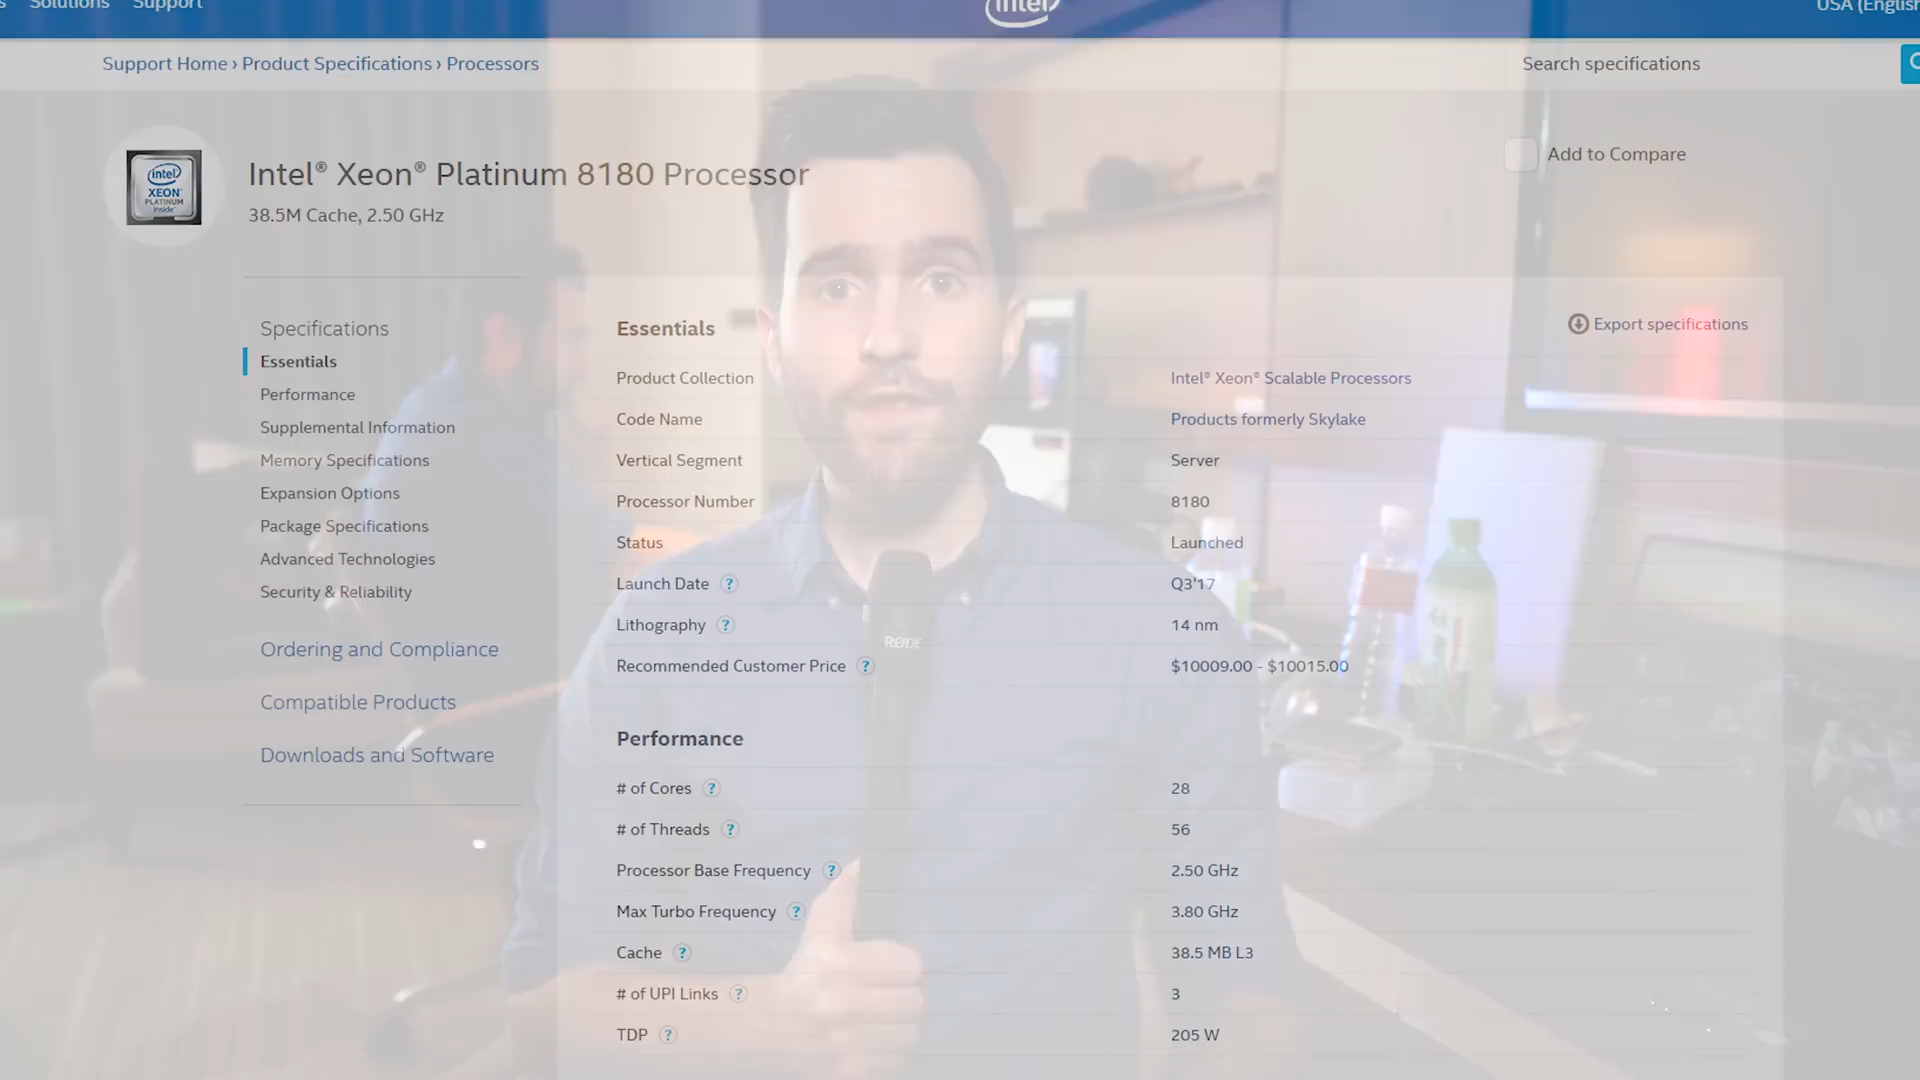 Solutions Support
intel
USA (English
Support Home › Product Specifications › Processors
Search specifications
intel
XEON
PLATINUM
inside
Intel® Xeon® Platinum 8180 Processor
38.5M Cache, 2.50 GHz
Add to Compare
Specifications
Essentials
Performance
Supplemental Information
Memory Specifications
Expansion Options
Package Specifications
Advanced Technologies
Security & Reliability
Ordering and Compliance
Compatible Products
Downloads and Software
Essentials
Export specifications
Product Collection Intel® Xeon® Scalable Processors
Code Name Products formerly Skylake
Vertical Segment Server
Processor Number 8180
Status Launched
Launch Date ? Q3'17
Lithography ? 14 nm
Recommended Customer Price ? $10009.00 - $10015.00
Performance
# of Cores ? 28
# of Threads ? 56
Processor Base Frequency ? 2.50 GHz
Max Turbo Frequency ? 3.80 GHz
Cache ? 38.5 MB L3
# of UPI Links ? 3
TDP ? 205 W
RØDE